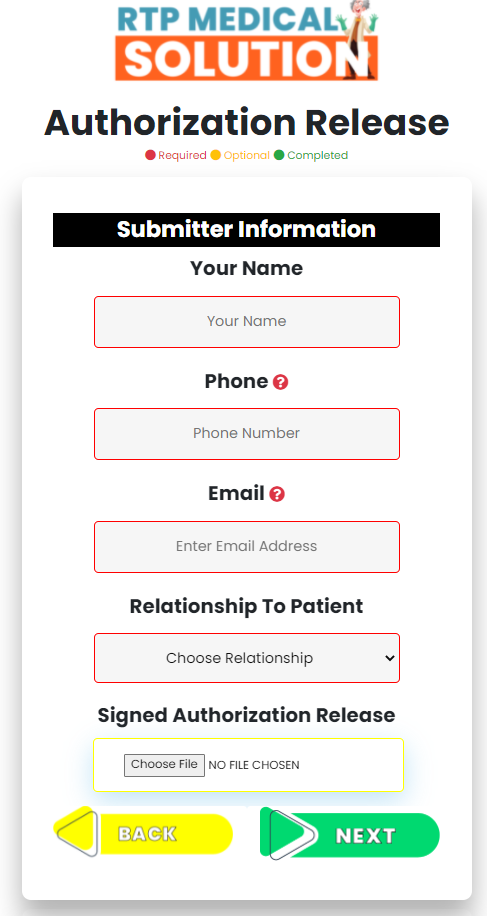 RTP MEDICAL
SOLUTION
Authorization Release
Required Optional Completed
Submitter Information
Your Name
Your Name
Phone ?
Phone Number
Email ?
Enter Email Address
Relationship To Patient
Choose Relationship
Signed Authorization Release
Choose File NO FILE CHOSEN
BACK NEXT